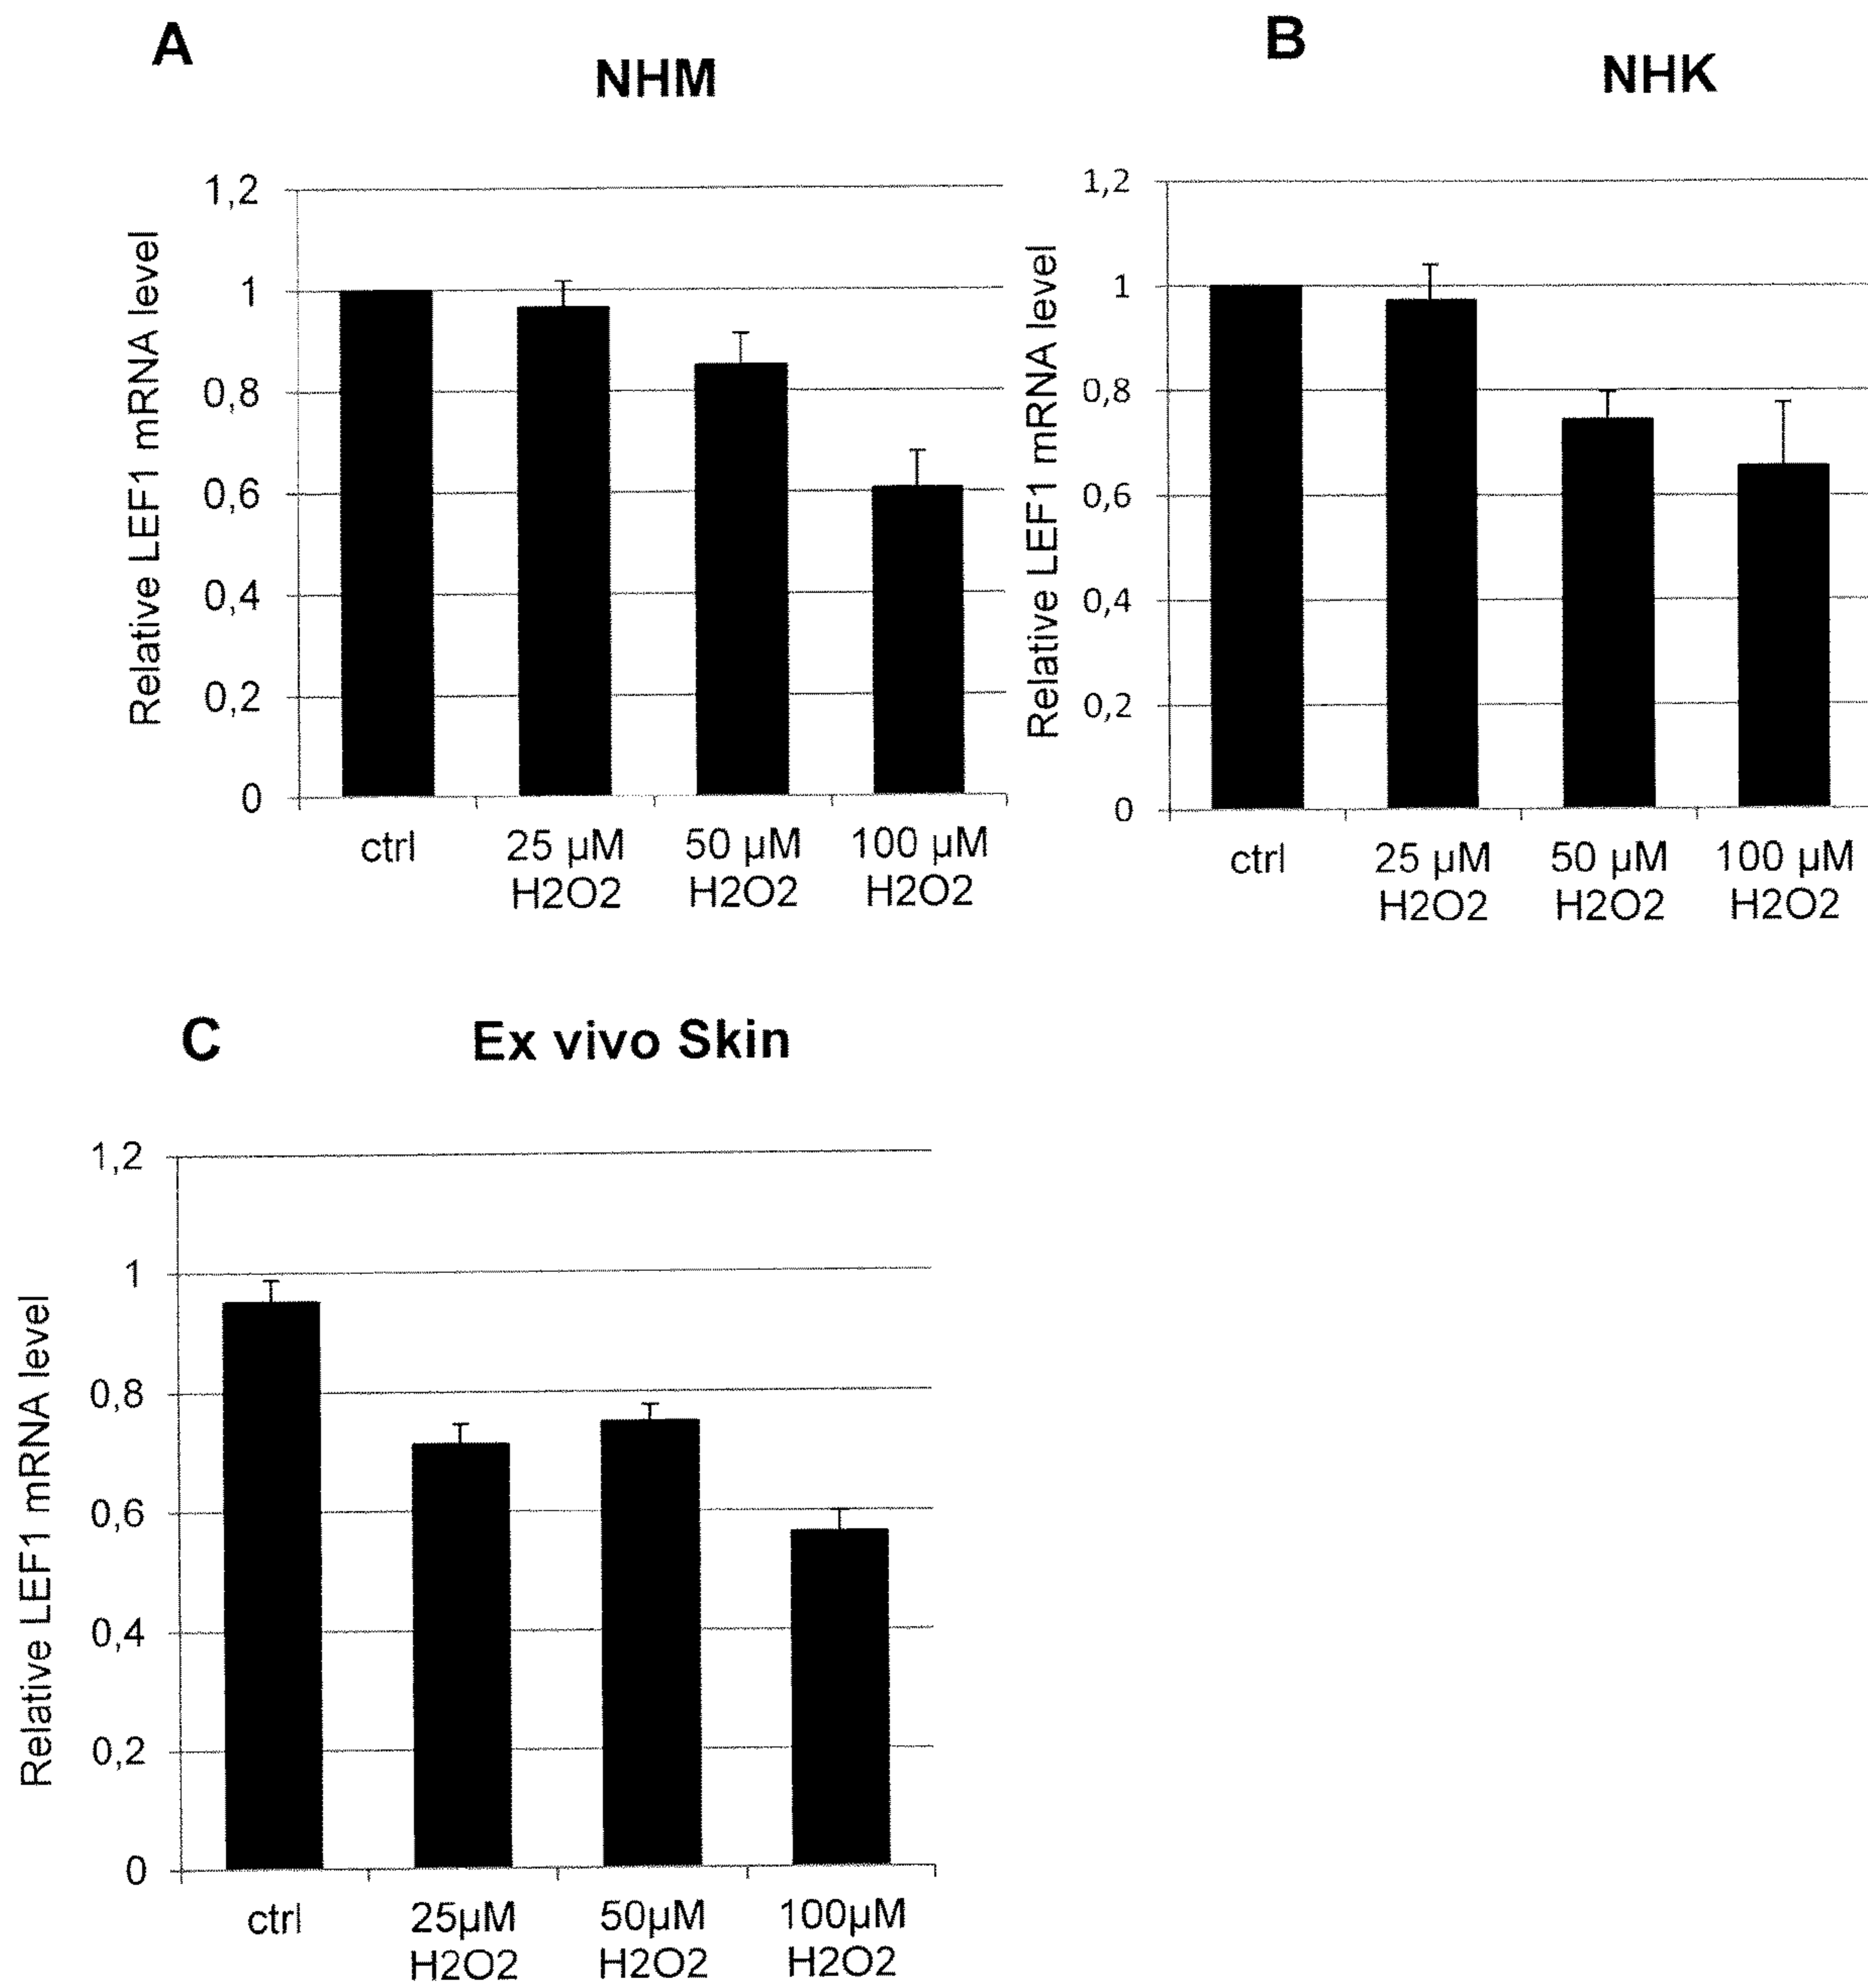 A
NHM
Relative LEF1 mRNA level
1,2
1
0,8
0,6
0,4
0,2
0
ctrl
25 µM
H2O2
50 µM
H2O2
100 µM
H2O2
B
NHK
Relative LEF1 mRNA level
1,2
1
0,8
0,6
0,4
0,2
0
ctrl
25 µM
H2O2
50 µM
H2O2
100 µM
H2O2
C
Ex vivo Skin
Relative LEF1 mRNA level
1,2
1
0,8
0,6
0,4
0,2
0
ctrl
25µM
H2O2
50µM
H2O2
100µM
H2O2